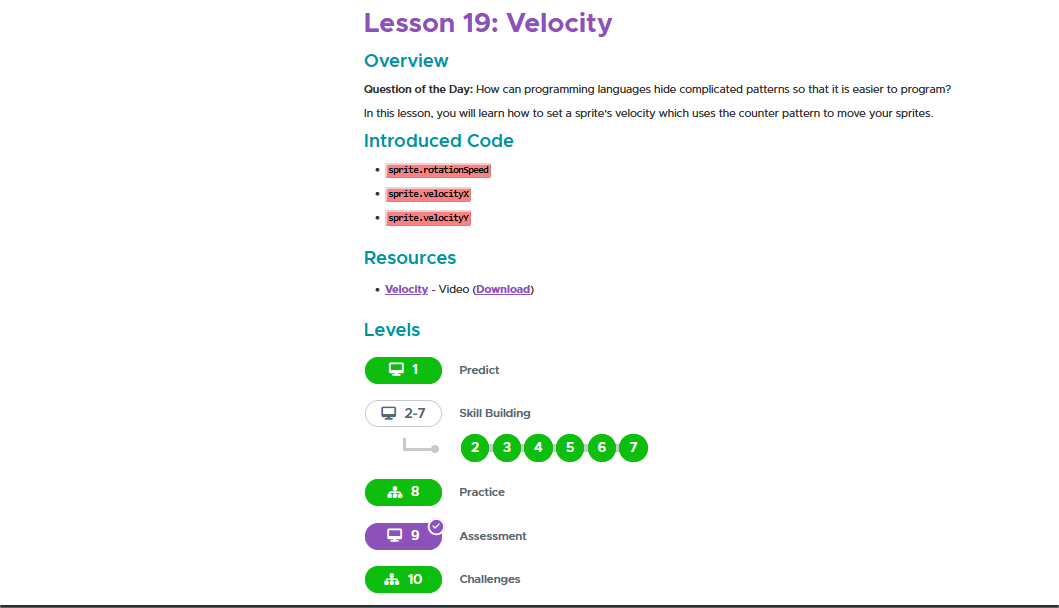 Lesson 19: Velocity
Overview
Question of the Day: How can programming languages hide complicated patterns so that it is easier to program?
In this lesson, you will learn how to set a sprite's velocity which uses the counter pattern to move your sprites.
Introduced Code
• sprite.rotationSpeed
• sprite.velocityX
• sprite.velocityY
Resources
• Velocity - Video (Download)
Levels
1 Predict
2-7 Skill Building
2 3 4 5 6 7
8 Practice
9 Assessment
10 Challenges